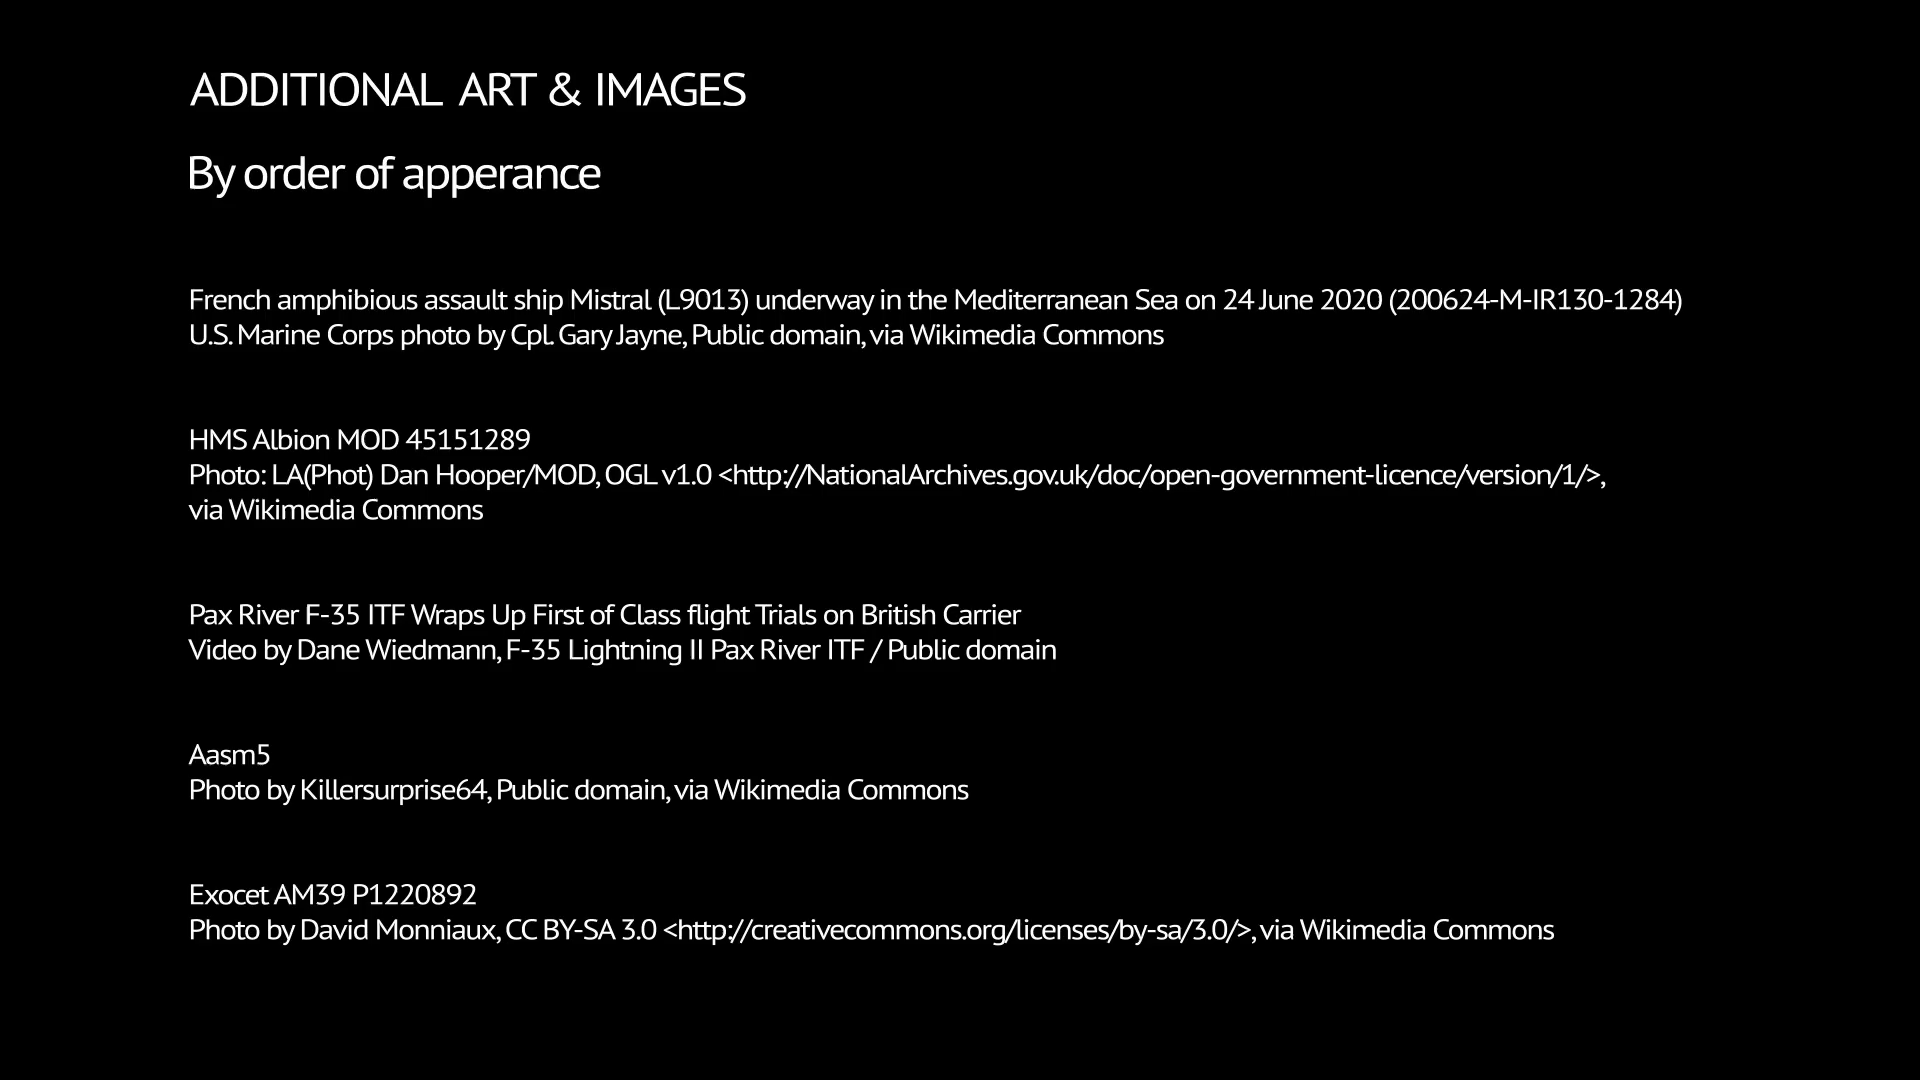 ADDITIONAL ART & IMAGES
By order of apperance
French amphibious assault ship Mistral (L9013) underway in the Mediterranean Sea on 24 June 2020 (200624-M-IR130-1284)
U.S. Marine Corps photo by Cpl. Gary Jayne, Public domain, via Wikimedia Commons
HMS Albion MOD 45151289
Photo: LA(Phot) Dan Hooper/MOD, OGL v1.0 <http://NationalArchives.gov.uk/doc/open-government-licence/version/1/>,
via Wikimedia Commons
Pax River F-35 ITF Wraps Up First of Class flight Trials on British Carrier
Video by Dane Wiedmann, F-35 Lightning II Pax River ITF / Public domain
Aasm5
Photo by Killersurprise64, Public domain, via Wikimedia Commons
Exocet AM39 P1220892
Photo by David Monniaux, CC BY-SA 3.0 <http://creativecommons.org/licenses/by-sa/3.0/>, via Wikimedia Commons